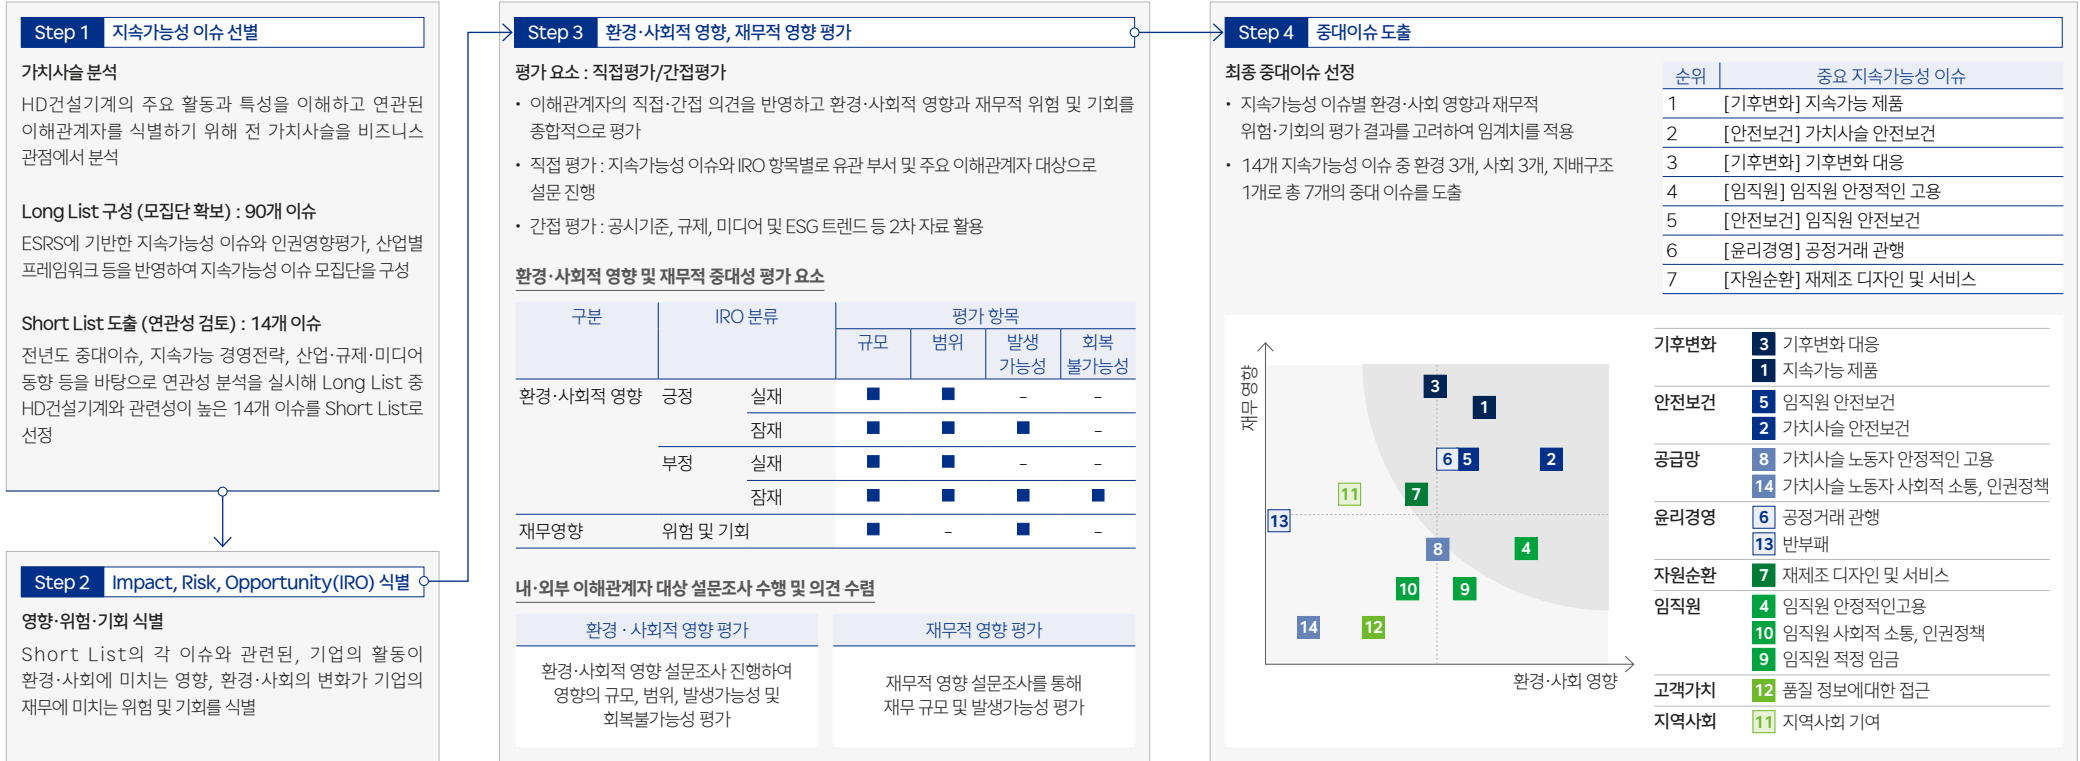 Step 1 지속가능성 이슈 선별
가치사슬 분석
HD건설기계의 주요 활동과 특성을 이해하고 연관된
이해관계자를 식별하기 위해 전 가치사슬을 비즈니스
관점에서 분석
Long List 구성 (모집단 확보) : 90개 이슈
ESRS에 기반한 지속가능성 이슈와 인권영향평가, 산업별
프레임워크 등을 반영하여 지속가능성 이슈 모집단을 구성
Short List 도출 (연관성 검토) : 14개 이슈
전년도 중대이슈, 지속가능 경영전략, 산업·규제·미디어
동향 등을 바탕으로 연관성 분석을 실시해 Long List 중
HD건설기계와 관련성이 높은 14개 이슈를 Short List로
선정
Step 2 Impact, Risk, Opportunity(IRO) 식별
영향·위험·기회 식별
Short List의 각 이슈와 관련된, 기업의 활동이
환경·사회에 미치는 영향, 환경·사회의 변화가 기업의
재무에 미치는 위험 및 기회를 식별
Step 3 환경·사회적 영향, 재무적 영향 평가
평가 요소 : 직접평가/간접평가
• 이해관계자의 직접·간접 의견을 반영하고 환경·사회적 영향과 재무적 위험 및 기회를
종합적으로 평가
• 직접 평가 : 지속가능성 이슈와 IRO 항목별로 유관 부서 및 주요 이해관계자 대상으로
설문 진행
• 간접 평가 : 공시기준, 규제, 미디어 및 ESG 트렌드 등 2차 자료 활용
환경·사회적 영향 및 재무적 중대성 평가 요소
구분 IRO 분류 평가 항목
규모 범위 발생 가능성 회복 불가능성
환경·사회적 영향 긍정 실재 ■ ■ – –
잠재 ■ ■ ■ –
부정 실재 ■ ■ – –
잠재 ■ ■ ■ ■
재무영향 위험 및 기회 ■ – ■ –
내·외부 이해관계자 대상 설문조사 수행 및 의견 수렴
환경 · 사회적 영향 평가
환경·사회적 영향 설문조사 진행하여
영향의 규모, 범위, 발생가능성 및
회복불가능성 평가
재무적 영향 평가
재무적 영향 설문조사를 통해
재무 규모 및 발생가능성 평가
Step 4 중대이슈 도출
최종 중대이슈 선정
• 지속가능성 이슈별 환경·사회 영향과 재무적
위험·기회의 평가 결과를 고려하여 임계치를 적용
• 14개 지속가능성 이슈 중 환경 3개, 사회 3개, 지배구조
1개로 총 7개의 중대 이슈를 도출
순위 중요 지속가능성 이슈
1 [기후변화] 지속가능 제품
2 [안전보건] 가치사슬 안전보건
3 [기후변화] 기후변화 대응
4 [임직원] 임직원 안정적인 고용
5 [안전보건] 임직원 안전보건
6 [윤리경영] 공정거래 관행
7 [자원순환] 재제조 디자인 및 서비스
재무 영향
3
1
6 5
2
11
7
13
8
4
10
9
14
12
환경·사회 영향
기후변화 3 기후변화 대응
1 지속가능 제품
안전보건 5 임직원 안전보건
2 가치사슬 안전보건
공급망 8 가치사슬 노동자 안정적인 고용
14 가치사슬 노동자 사회적 소통, 인권정책
윤리경영 6 공정거래 관행
13 반부패
자원순환 7 재제조 디자인 및 서비스
임직원 4 임직원 안정적인고용
10 임직원 사회적 소통, 인권정책
9 임직원 적정 임금
고객가치 12 품질 정보에대한 접근
지역사회 11 지역사회 기여